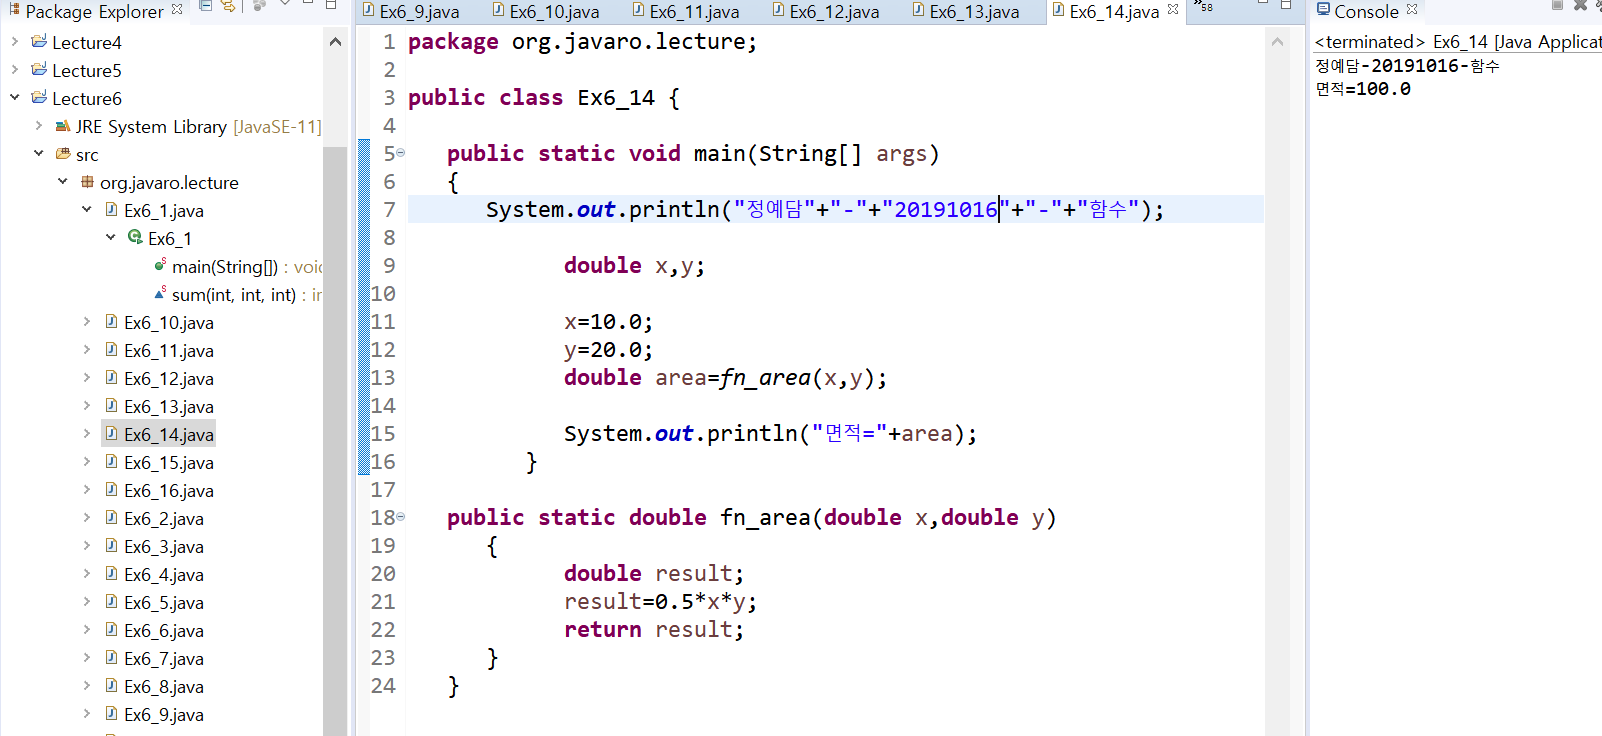 Package Explorer
Lecture4
Lecture5
Lecture6
JRE System Library [JavaSE-11]
src
org.javaro.lecture
Ex6_1.java
Ex6_1
main(String[]) : void
sum(int, int, int) : ir
Ex6_10.java
Ex6_11.java
Ex6_12.java
Ex6_13.java
Ex6_14.java
Ex6_15.java
Ex6_16.java
Ex6_2.java
Ex6_3.java
Ex6_4.java
Ex6_5.java
Ex6_6.java
Ex6_7.java
Ex6_8.java
Ex6_9.java
Ex6_9.java Ex6_10.java Ex6_11.java Ex6_12.java Ex6_13.java Ex6_14.java »58
1 package org.javaro.lecture;
2
3 public class Ex6_14 {
4
5 public static void main(String[] args)
6 {
7 System.out.println("정예담"+"-"+"20191016"+"-"+"함수");
8
9 double x,y;
10
11 x=10.0;
12 y=20.0;
13 double area=fn_area(x,y);
14
15 System.out.println("면적="+area);
16 }
17
18 public static double fn_area(double x,double y)
19 {
20 double result;
21 result=0.5*x*y;
22 return result;
23 }
24 }
Console
<terminated> Ex6_14 [Java Applicat
정예담-20191016-함수
면적=100.0